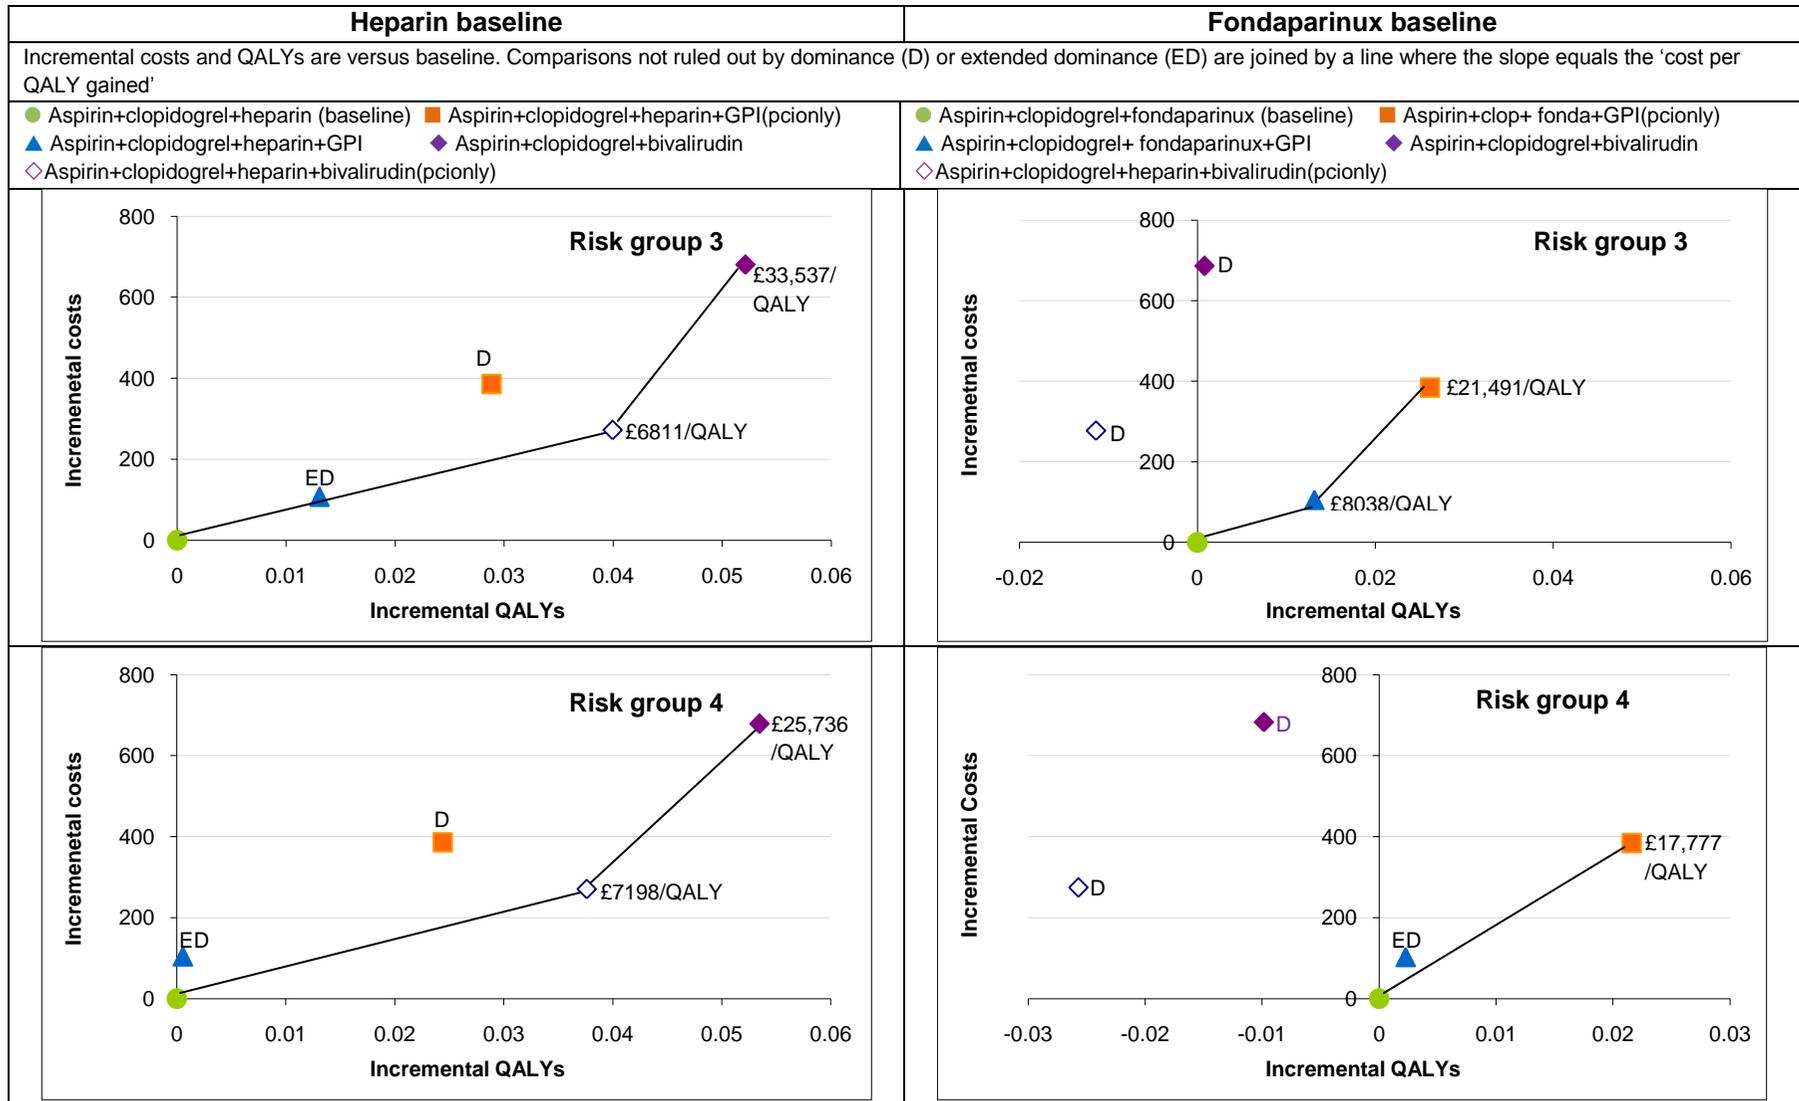 Heparin baseline
Fondaparinux baseline
Incremental costs and QALYs are versus baseline. Comparisons not ruled out by dominance (D) or extended dominance (ED) are joined by a line where the slope equals the ‘cost per
QALY gained’
Aspirin+clopidogrel+heparin (baseline) Aspirin+clopidogrel+heparin+GPI(pcionly)
Aspirin+clopidogrel+heparin+GPI Aspirin+clopidogrel+bivalirudin
Aspirin+clopidogrel+heparin+bivalirudin(pcionly)
Aspirin+clopidogrel+fondaparinux (baseline) Aspirin+clop+ fonda+GPI(pcionly)
Aspirin+clopidogrel+ fondaparinux+GPI Aspirin+clopidogrel+bivalirudin
Aspirin+clopidogrel+heparin+bivalirudin(pcionly)
Risk group 3
Incremenetal costs
800
600
400
200
0
£33,537/
QALY
D
£6811/QALY
ED
0 0.01 0.02 0.03 0.04 0.05 0.06
Incremental QALYs
Risk group 3
Incremetnal costs
800
600
400
200
0
D
£21,491/QALY
D
£8038/QALY
-0.02 0 0.02 0.04 0.06
Incremental QALYs
Risk group 4
Incremenetal costs
800
600
400
200
0
£25,736
/QALY
D
£7198/QALY
ED
0 0.01 0.02 0.03 0.04 0.05 0.06
Incremental QALYs
Risk group 4
Incremental Costs
800
600
400
200
0
D
£17,777
/QALY
D
ED
-0.03 -0.02 -0.01 0 0.01 0.02 0.03
Incremental QALYs